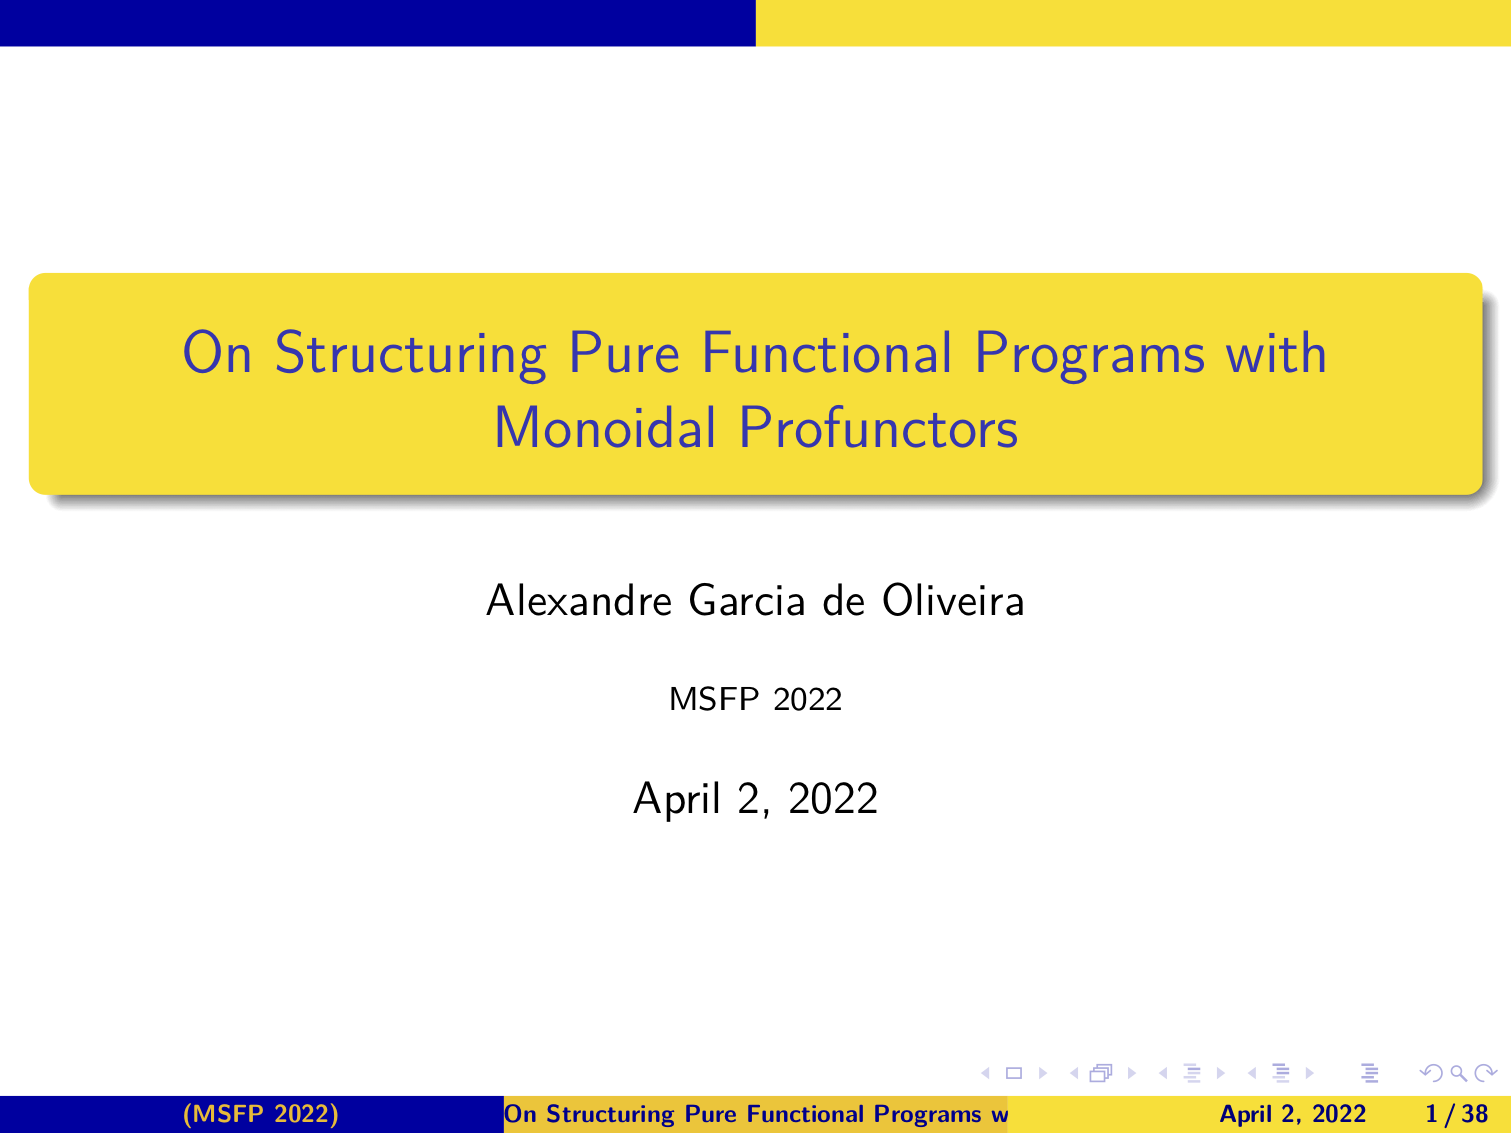 On Structuring Pure Functional Programs with
Monoidal Profunctors
Alexandre Garcia de Oliveira
MSFP 2022
April 2, 2022
(MSFP 2022) On Structuring Pure Functional Programs w April 2, 2022 1 / 38